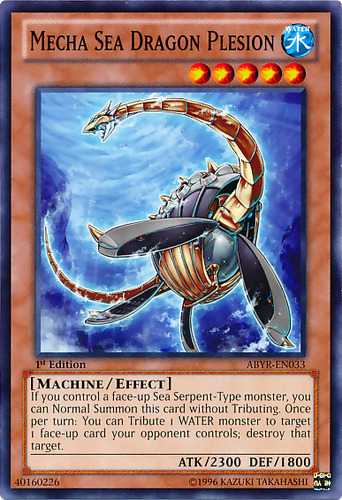 MECHA SEA DRAGON PLESION
WATER
水
1st Edition
ABYR-EN033
[MACHINE / EFFECT]
If you control a face-up Sea Serpent-Type monster, you
can Normal Summon this card without Tributing. Once
per turn: You can Tribute 1 WATER monster to target
1 face-up card your opponent controls; destroy that
target.
ATK/2300 DEF/1800
40160226
©1996 KAZUKI TAKAHASHI